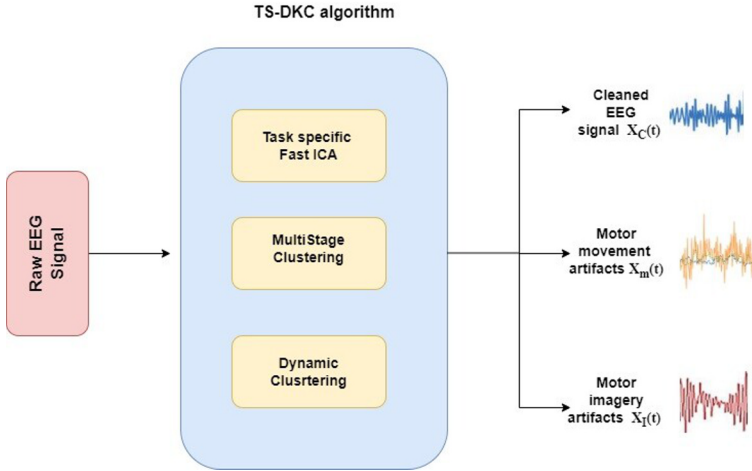 TS-DKC algorithm
Raw EEG
Signal
Task specific
Fast ICA
MultiStage
Clustering
Dynamic
Clusrtering
Cleaned
EEG
signal X_C(t)
Motor
movement
artifacts X_m(t)
Motor
imagery
artifacts X_I(t)